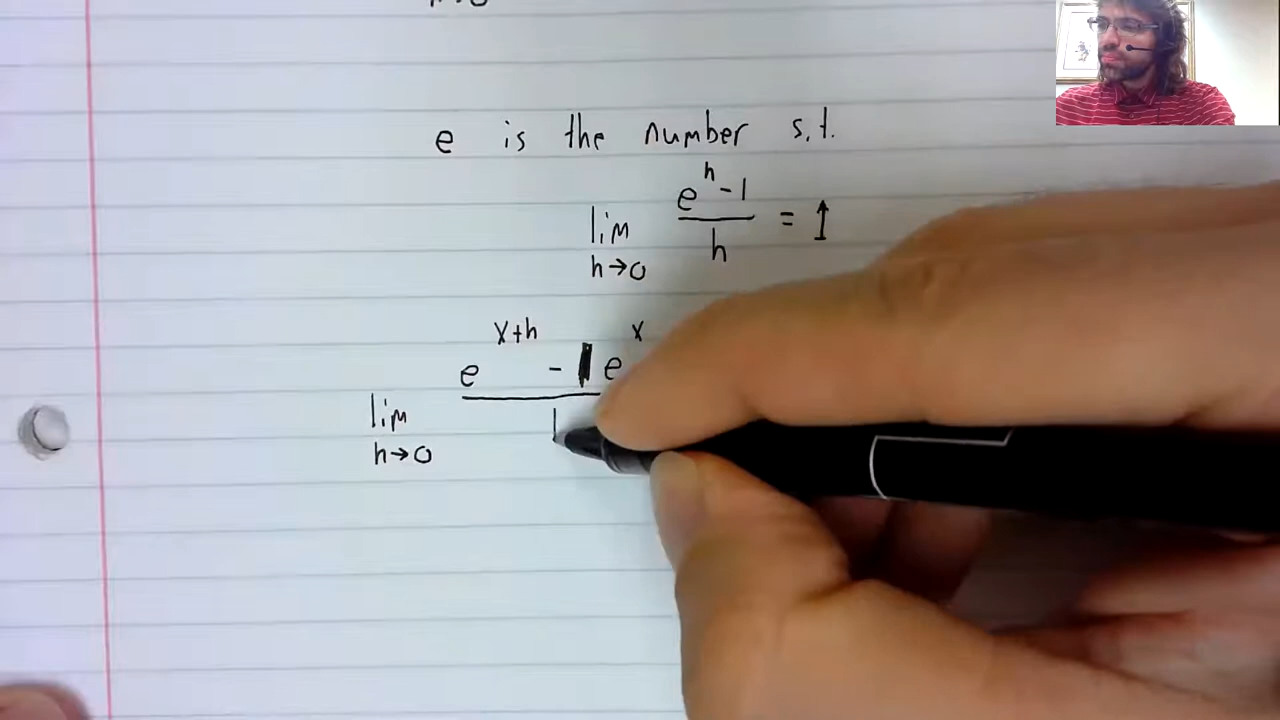 e is the number s.t.
lim h→0 (e^h - 1)/h = 1
lim h→0 (e^(x+h) - e^x)/